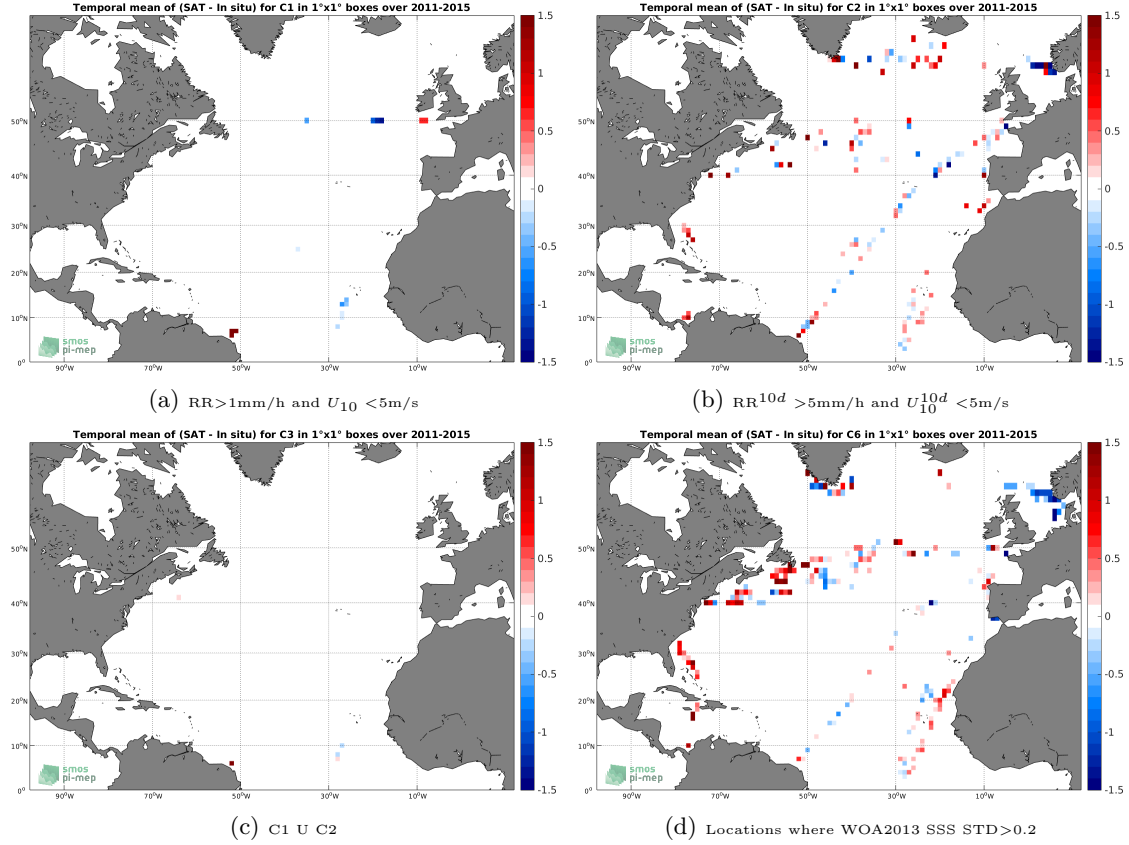 Temporal mean of (SAT - In situ) for C1 in 1°x1° boxes over 2011-2015
50°N
40°N
30°N
20°N
10°N
0°
90°W
70°W
50°W
30°W
10°W
1.5
1
0.5
0
-0.5
-1
-1.5
smos
pi-mep
(a) RR>1mm/h and U10 <5m/s
Temporal mean of (SAT - In situ) for C2 in 1°x1° boxes over 2011-2015
50°N
40°N
30°N
20°N
10°N
0°
90°W
70°W
50°W
30°W
10°W
1.5
1
0.5
0
-0.5
-1
-1.5
smos
pi-mep
(b) RR10d >5mm/h and U10d10 <5m/s
Temporal mean of (SAT - In situ) for C3 in 1°x1° boxes over 2011-2015
50°N
40°N
30°N
20°N
10°N
0°
90°W
70°W
50°W
30°W
10°W
1.5
1
0.5
0
-0.5
-1
-1.5
smos
pi-mep
(c) C1 U C2
Temporal mean of (SAT - In situ) for C6 in 1°x1° boxes over 2011-2015
50°N
40°N
30°N
20°N
10°N
0°
90°W
70°W
50°W
30°W
10°W
1.5
1
0.5
0
-0.5
-1
-1.5
smos
pi-mep
(d) Locations where WOA2013 SSS STD>0.2